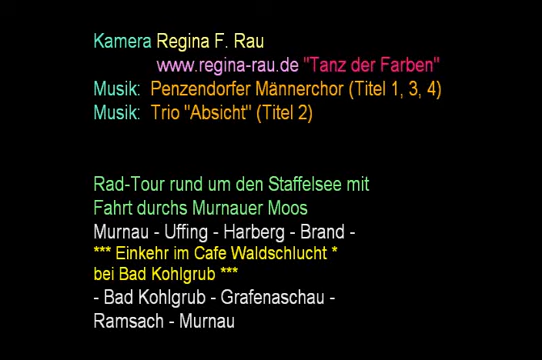 Kamera Regina F. Rau
www.regina-rau.de "Tanz der Farben"
Musik: Penzendorfer Männerchor (Titel 1, 3, 4)
Musik: Trio "Absicht" (Titel 2)
Rad-Tour rund um den Staffelsee mit
Fahrt durchs Murnauer Moos
Murnau - Uffing - Harberg - Brand -
*** Einkehr im Cafe Waldschlucht *
bei Bad Kohlgrub ***
- Bad Kohlgrub - Grafenaschau -
Ramsach - Murnau